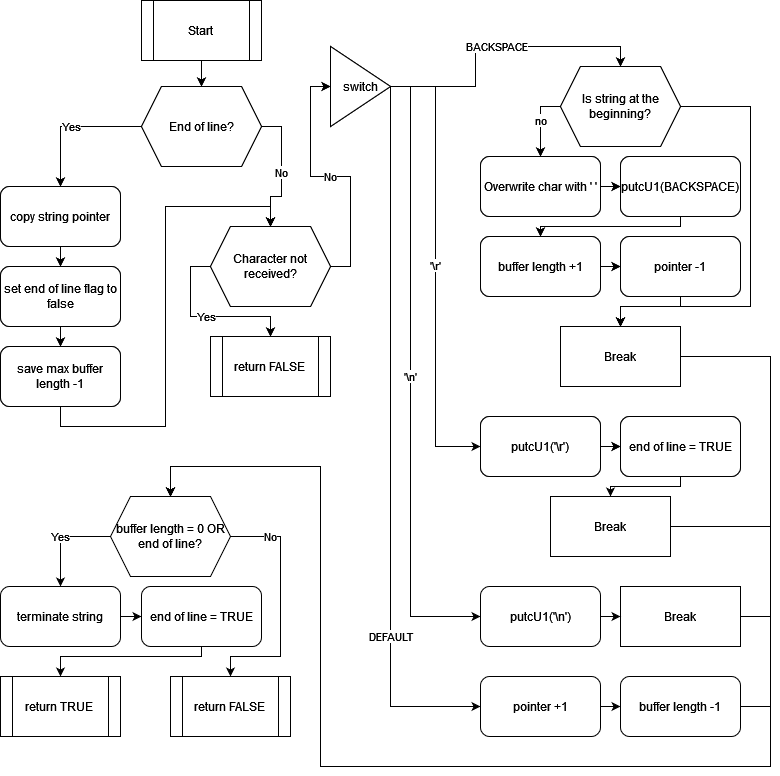 Start
End of line?
Yes
No
copy string pointer
set end of line flag to
false
save max buffer
length -1
Character not
received?
Yes
No
return FALSE
switch
BACKSPACE
Is string at the
beginning?
no
Overwrite char with ' '
putcU1(BACKSPACE)
buffer length +1
pointer -1
Break
'\r'
putcU1('\r')
end of line = TRUE
Break
'\n'
putcU1('\n')
Break
DEFAULT
pointer +1
buffer length -1
buffer length = 0 OR
end of line?
Yes
No
terminate string
end of line = TRUE
return TRUE
return FALSE